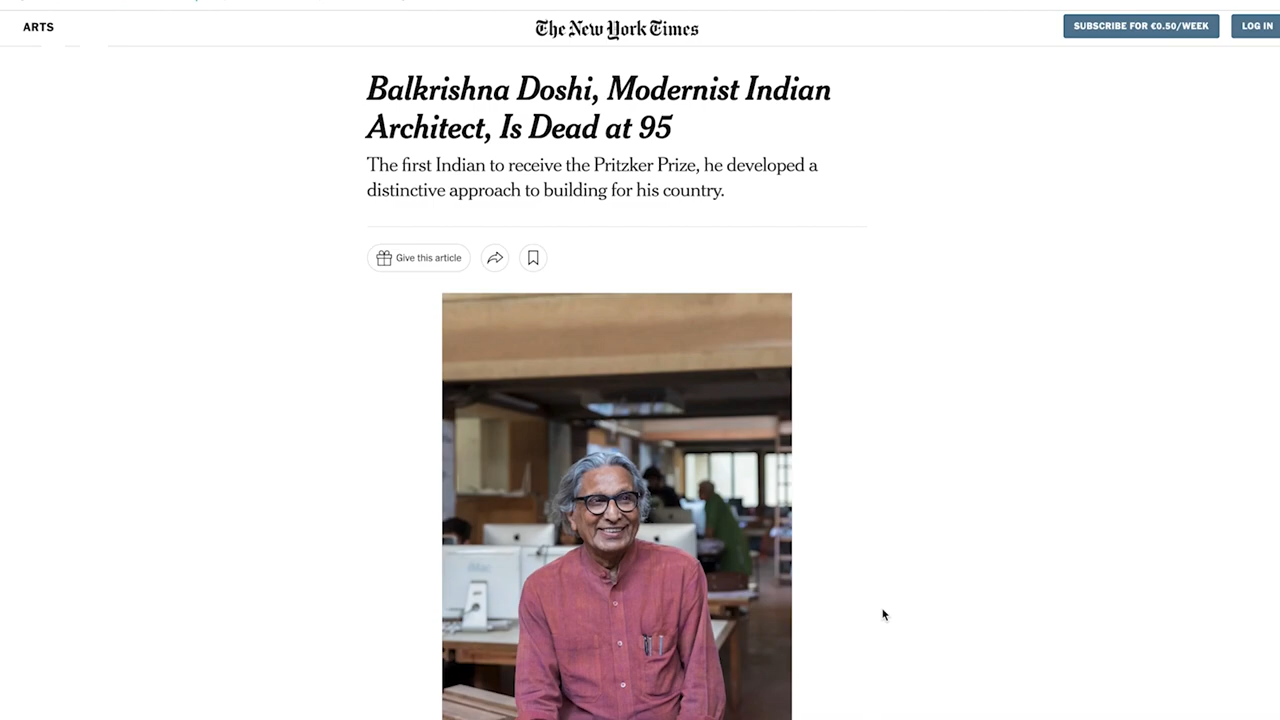 ARTS
The New York Times
SUBSCRIBE FOR €0.50/WEEK
LOG IN
Balkrishna Doshi, Modernist Indian
Architect, Is Dead at 95
The first Indian to receive the Pritzker Prize, he developed a
distinctive approach to building for his country.
Give this article
iMac